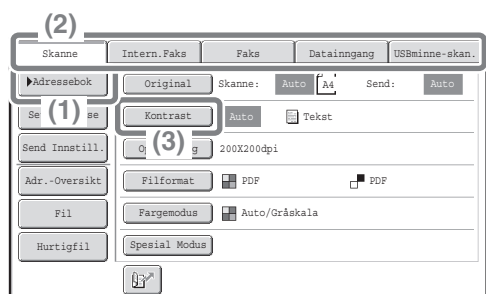 (2)
Skanne Intern.Faks Faks Datainngang USBminne-skan.
Adressebok Original Skanne: Auto A4 Send: Auto
(1) Kontrast Auto Tekst
Send Innstill. (3) 200X200dpi
Adr.-Oversikt Filformat PDF PDF
Fil Fargemodus Auto/Gråskala
Hurtigfil Spesial Modus